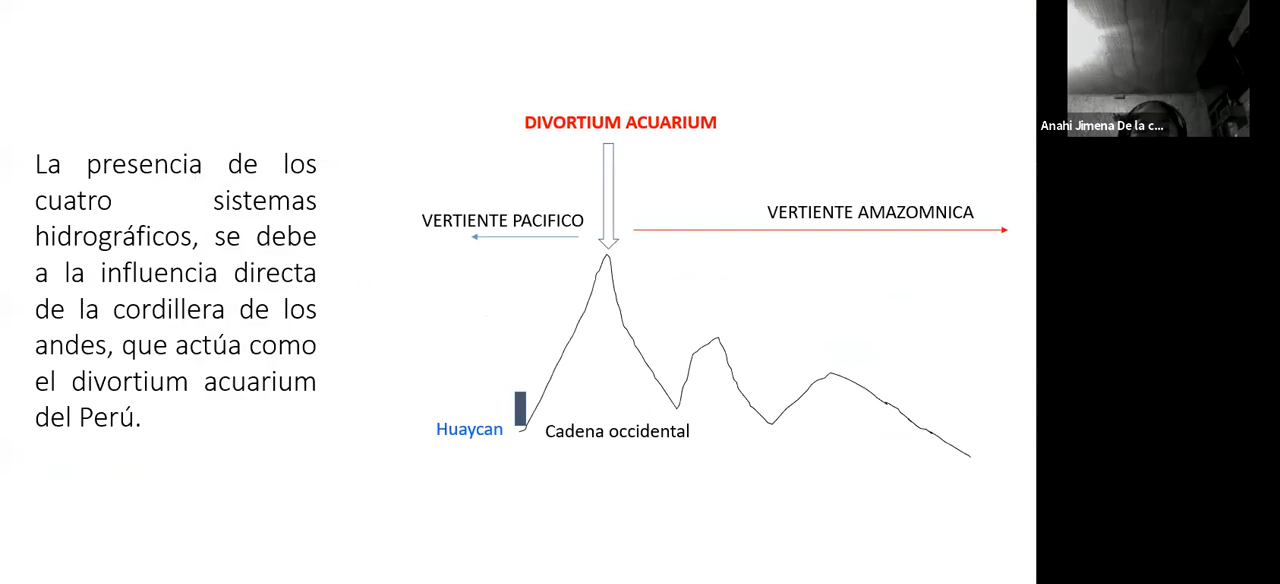 La presencia de los
cuatro sistemas
hidrográficos, se debe
a la influencia directa
de la cordillera de los
andes, que actúa como
el divortium acuarium
del Perú.
DIVORTIUM ACUARIUM
VERTIENTE PACIFICO
VERTIENTE AMAZOMNICA
Huaycan
Cadena occidental
Anahi Jimena De la c...